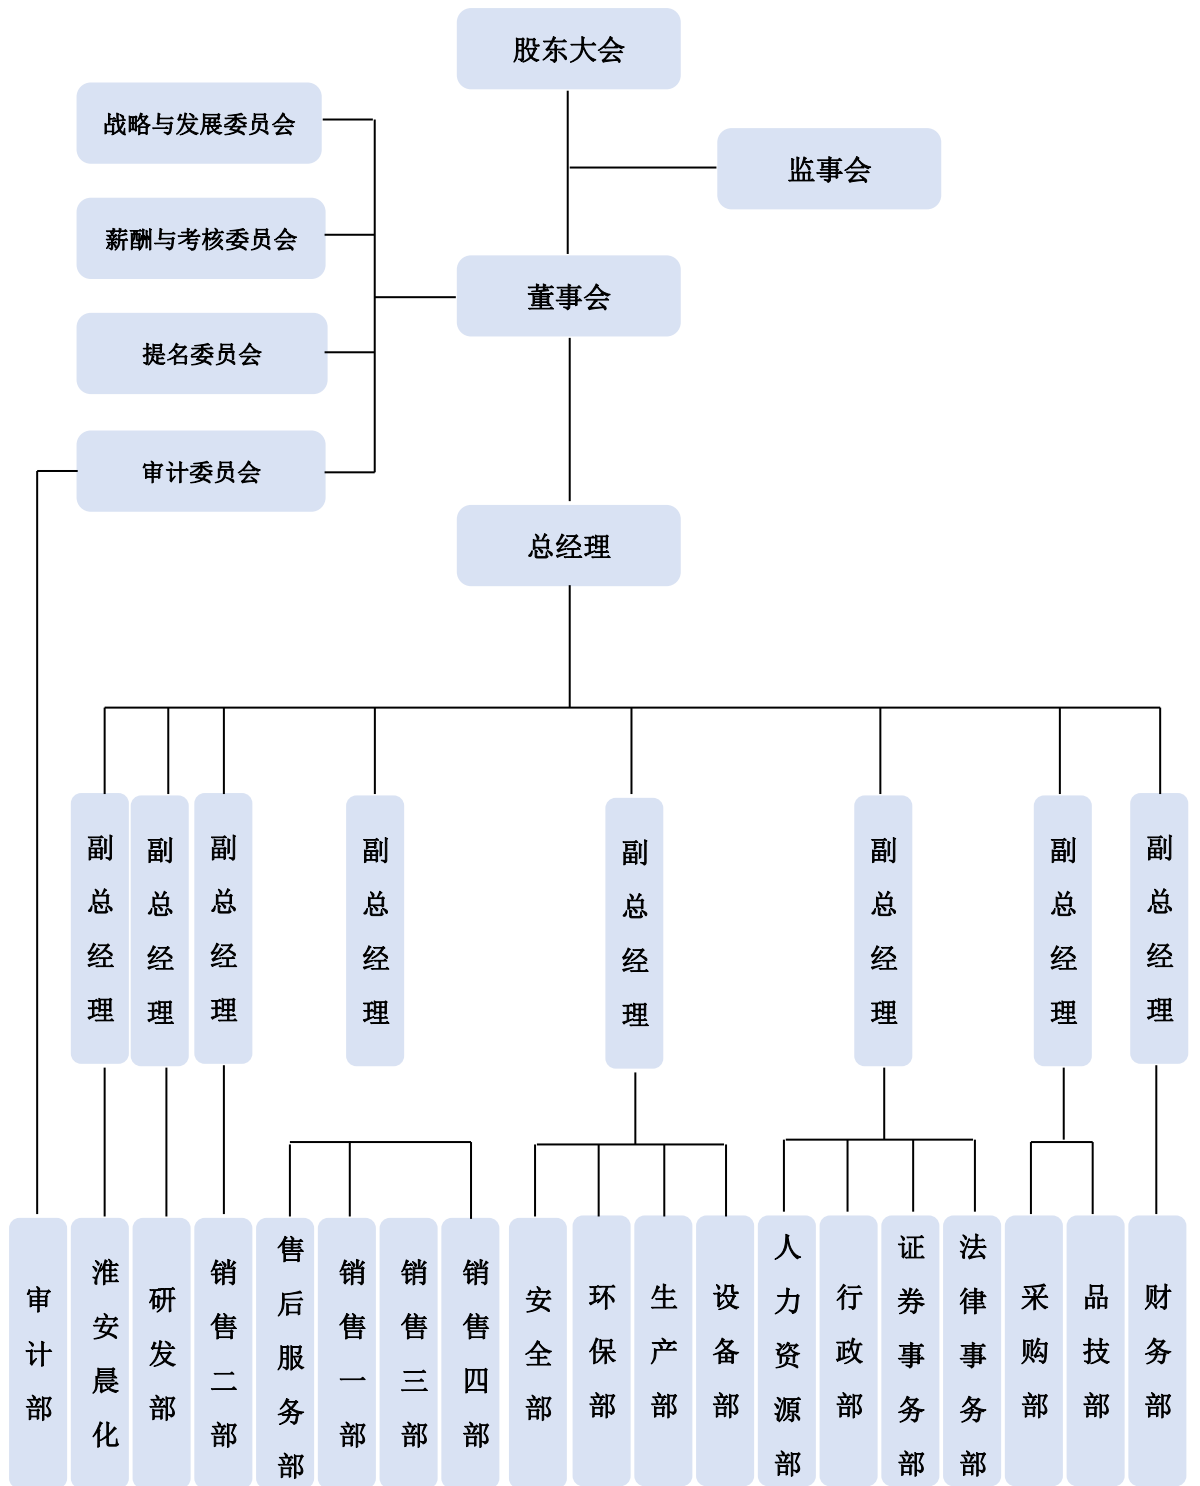 股东大会
战略与发展委员会
监事会
薪酬与考核委员会
董事会
提名委员会
审计委员会
总经理
副总经理
副总经理
副总经理
副总经理
副总经理
副总经理
副总经理
副总经理
审计部
淮安晨化
研发部
销售二部
售后服务部
销售一部
销售三部
销售四部
安全部
环保部
生产部
设备部
人力资源部
行政部
证券事务部
法律事务部
采购部
品技部
财务部